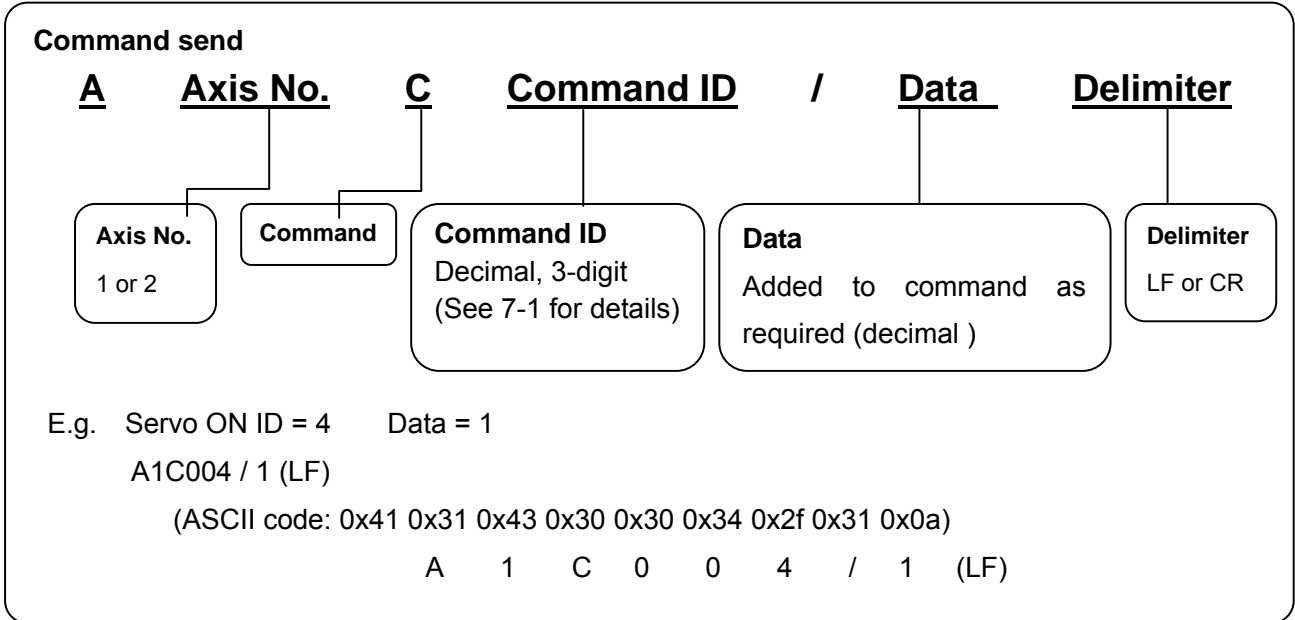 Command send
A Axis No. C Command ID / Data Delimiter
Axis No.
1 or 2
Command
Command ID
Decimal, 3-digit
(See 7-1 for details)
Data
Added to command as
required (decimal )
Delimiter
LF or CR
E.g. Servo ON ID = 4 Data = 1
A1C004 / 1 (LF)
(ASCII code: 0x41 0x31 0x43 0x30 0x30 0x34 0x2f 0x31 0x0a)
A 1 C 0 0 4 / 1 (LF)